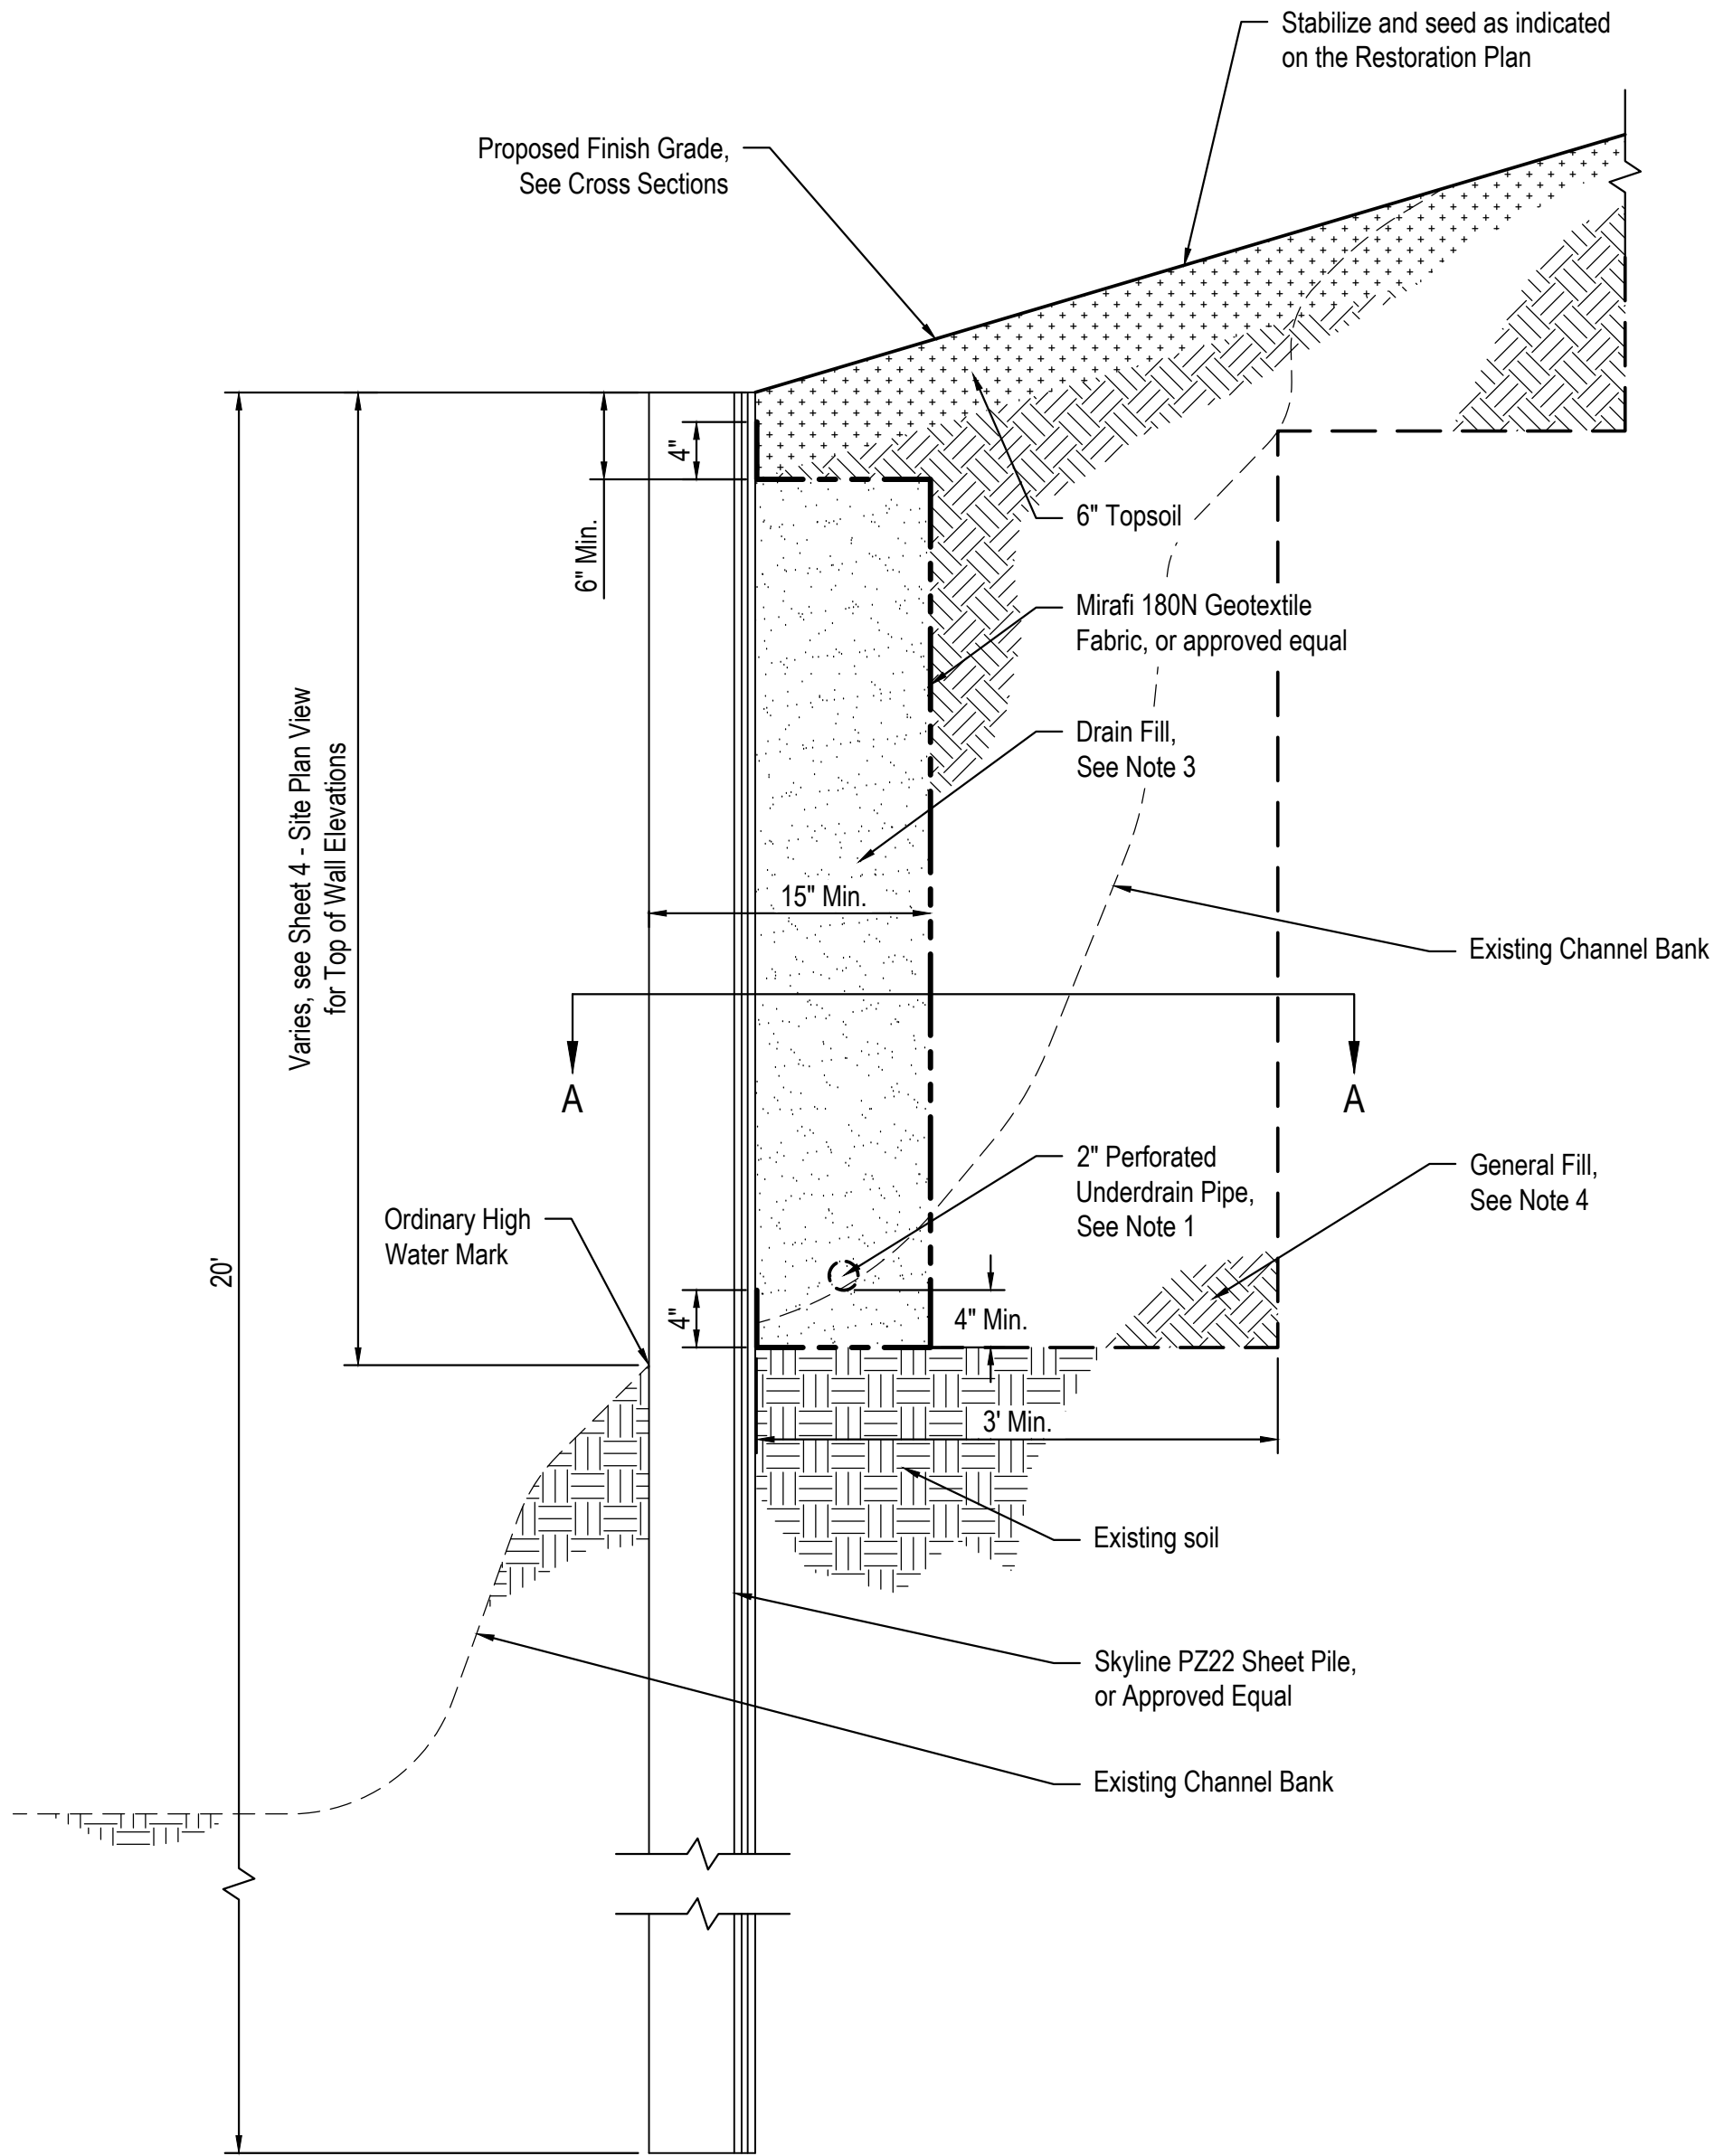 Stabilize and seed as indicated
on the Restoration Plan
Proposed Finish Grade,
See Cross Sections
4"
6" Min.
6" Topsoil
Mirafi 180N Geotextile
Fabric, or approved equal
Varies, see Sheet 4 - Site Plan View
for Top of Wall Elevations
Drain Fill,
See Note 3
15" Min.
Existing Channel Bank
A
A
2" Perforated
Underdrain Pipe,
See Note 1
General Fill,
See Note 4
Ordinary High
Water Mark
20'
4"
4" Min.
3' Min.
Existing soil
Skyline PZ22 Sheet Pile,
or Approved Equal
Existing Channel Bank